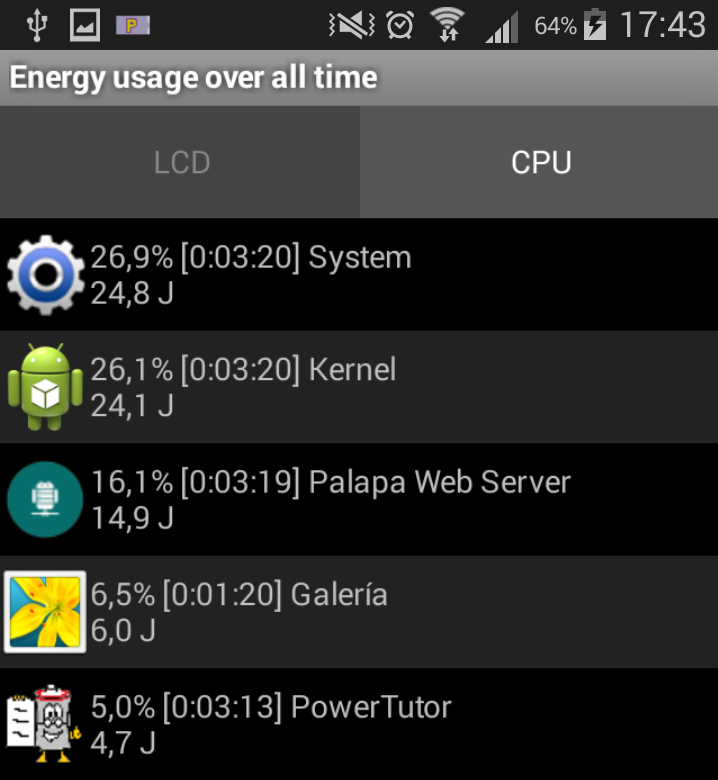 P 64% 17:43
Energy usage over all time
LCD CPU
26,9% [0:03:20] System
24,8 J
26,1% [0:03:20] Kernel
24,1 J
16,1% [0:03:19] Palapa Web Server
14,9 J
6,5% [0:01:20] Galería
6,0 J
5,0% [0:03:13] PowerTutor
4,7 J